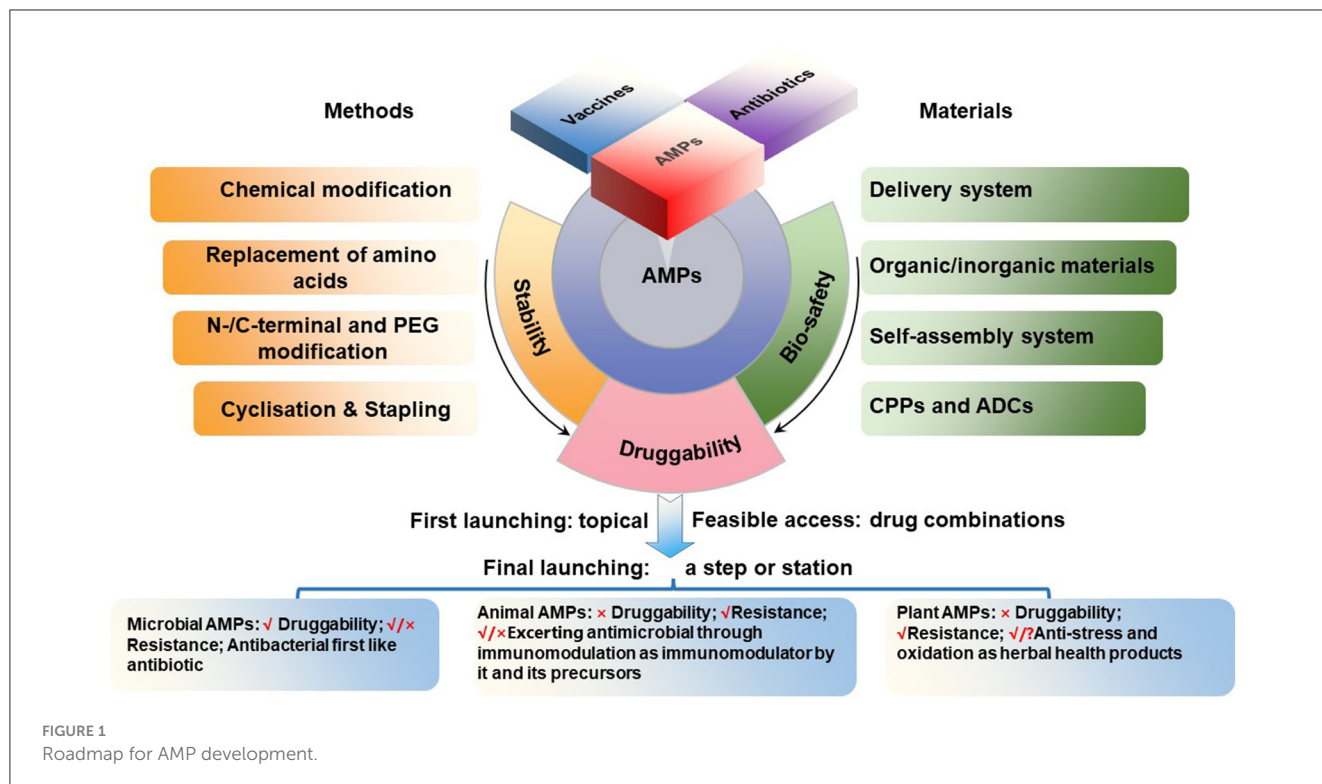 Vaccines
Antibiotics
AMPs
Methods
Materials
Chemical modification
Replacement of amino
acids
N-/C-terminal and PEG
modification
Cyclisation & Stapling
AMPs
Stability
Bio-safety
Druggability
Delivery system
Organic/inorganic materials
Self-assembly system
CPPs and ADCs
First launching: topical
Feasible access: drug combinations
Final launching: a step or station
Microbial AMPs: √ Druggability; √/×
Resistance; Antibacterial first like
antibiotic
Animal AMPs: × Druggability; √Resistance;
√/×Excerting antimicrobial through
immunomodulation as immunomodulator by
it and its precursors
Plant AMPs: × Druggability;
√Resistance; √/?Anti-stress and
oxidation as herbal health products
FIGURE 1
Roadmap for AMP development.